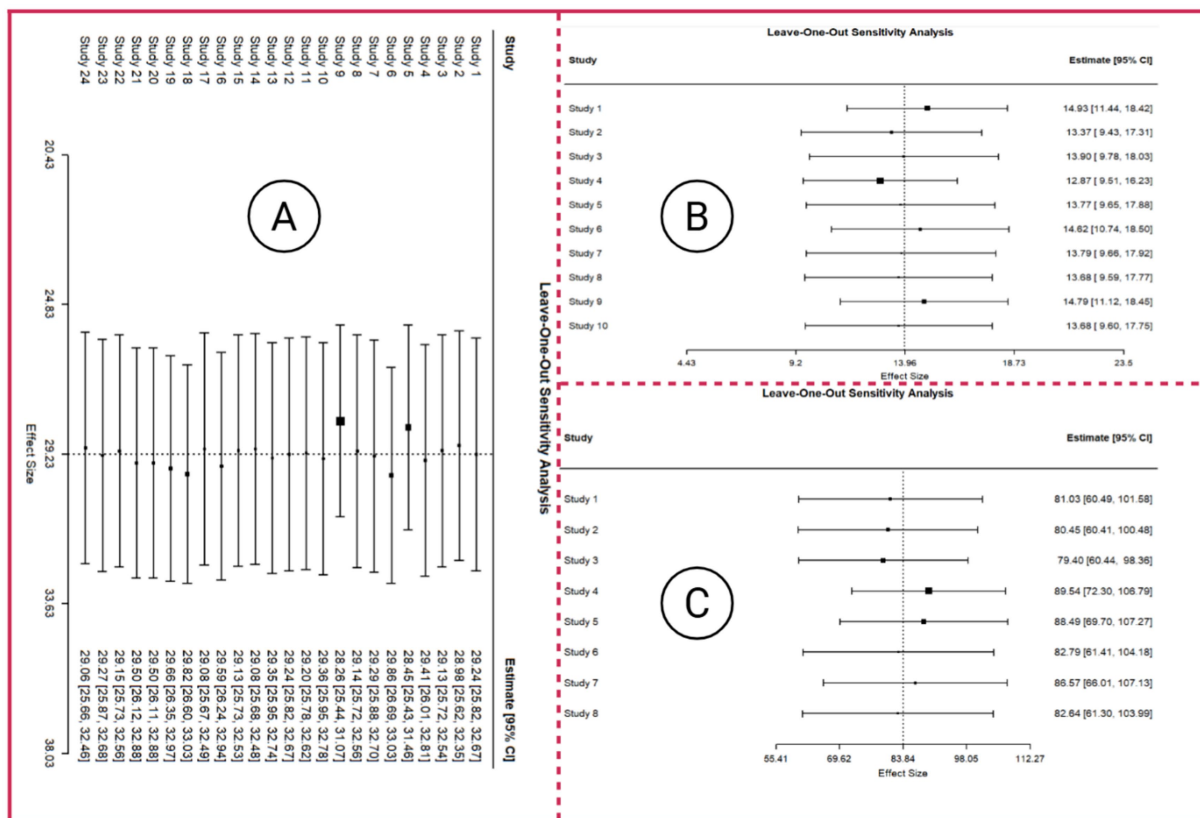 Leave-One-Out Sensitivity Analysis
Study Estimate [95% CI]
Study 1 29.24 [25.82, 32.67]
Study 2 28.98 [25.62, 32.35]
Study 3 29.13 [25.72, 32.54]
Study 4 29.41 [26.01, 32.81]
Study 5 28.45 [25.43, 31.46]
Study 6 29.86 [26.69, 33.03]
Study 7 29.29 [25.88, 32.70]
Study 8 29.14 [25.72, 32.56]
Study 9 28.26 [25.44, 31.07]
Study 10 29.36 [25.95, 32.78]
Study 11 29.20 [25.78, 32.62]
Study 12 29.24 [25.82, 32.67]
Study 13 29.35 [25.95, 32.74]
Study 14 29.08 [25.68, 32.48]
Study 15 29.13 [25.73, 32.53]
Study 16 29.59 [26.24, 32.94]
Study 17 29.08 [25.67, 32.49]
Study 18 29.82 [26.60, 33.03]
Study 19 29.66 [26.35, 32.97]
Study 20 29.50 [26.11, 32.88]
Study 21 29.50 [26.12, 32.88]
Study 22 29.15 [25.73, 32.56]
Study 23 29.27 [25.87, 32.68]
Study 24 29.06 [25.66, 32.46]
20.43 24.83 29.23 33.63 38.03
Effect Size
A
Leave-One-Out Sensitivity Analysis
Study Estimate [95% CI]
Study 1 14.93 [11.44, 18.42]
Study 2 13.37 [ 9.43, 17.31]
Study 3 13.90 [ 9.78, 18.03]
Study 4 12.87 [ 9.51, 16.23]
Study 5 13.77 [ 9.65, 17.88]
Study 6 14.62 [10.74, 18.50]
Study 7 13.79 [ 9.66, 17.92]
Study 8 13.68 [ 9.59, 17.77]
Study 9 14.79 [11.12, 18.45]
Study 10 13.68 [ 9.60, 17.75]
4.43 9.2 13.96 18.73 23.5
Effect Size
B
Leave-One-Out Sensitivity Analysis
Study Estimate [95% CI]
Study 1 81.03 [60.49, 101.58]
Study 2 80.45 [60.41, 100.48]
Study 3 79.40 [60.44, 98.36]
Study 4 89.54 [72.30, 106.79]
Study 5 88.49 [69.70, 107.27]
Study 6 82.79 [61.41, 104.18]
Study 7 86.57 [66.01, 107.13]
Study 8 82.64 [61.30, 103.99]
55.41 69.62 83.84 98.05 112.27
Effect Size
C